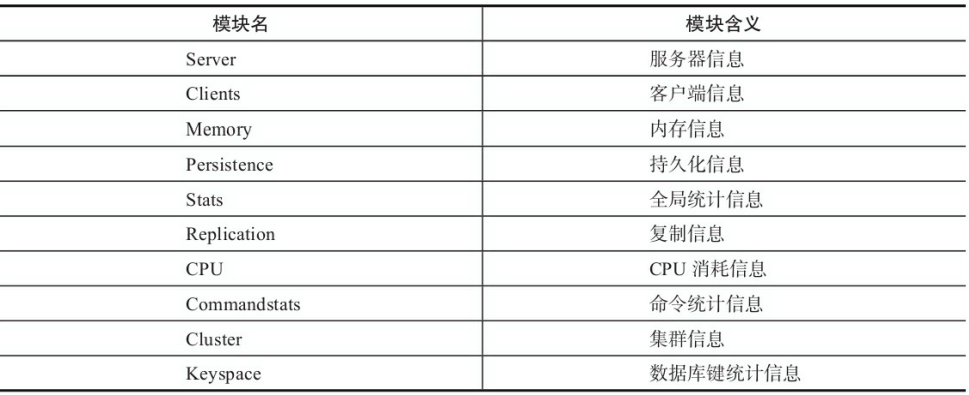 模块名 模块含义
Server 服务器信息
Clients 客户端信息
Memory 内存信息
Persistence 持久化信息
Stats 全局统计信息
Replication 复制信息
CPU CPU 消耗信息
Commandstats 命令统计信息
Cluster 集群信息
Keyspace 数据库键统计信息